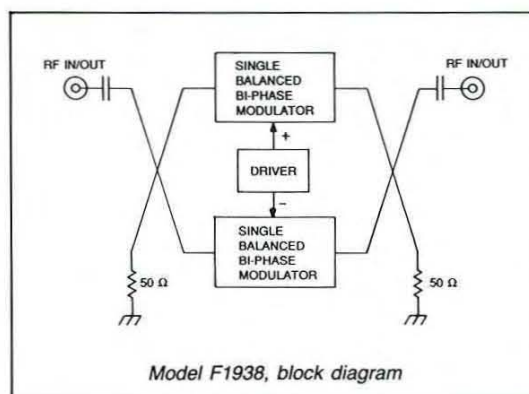 RF IN/OUT
SINGLE
BALANCED
BI-PHASE
MODULATOR
RF IN/OUT
+
DRIVER
−
SINGLE
BALANCED
BI-PHASE
MODULATOR
50 Ω
50 Ω
Model F1938, block diagram